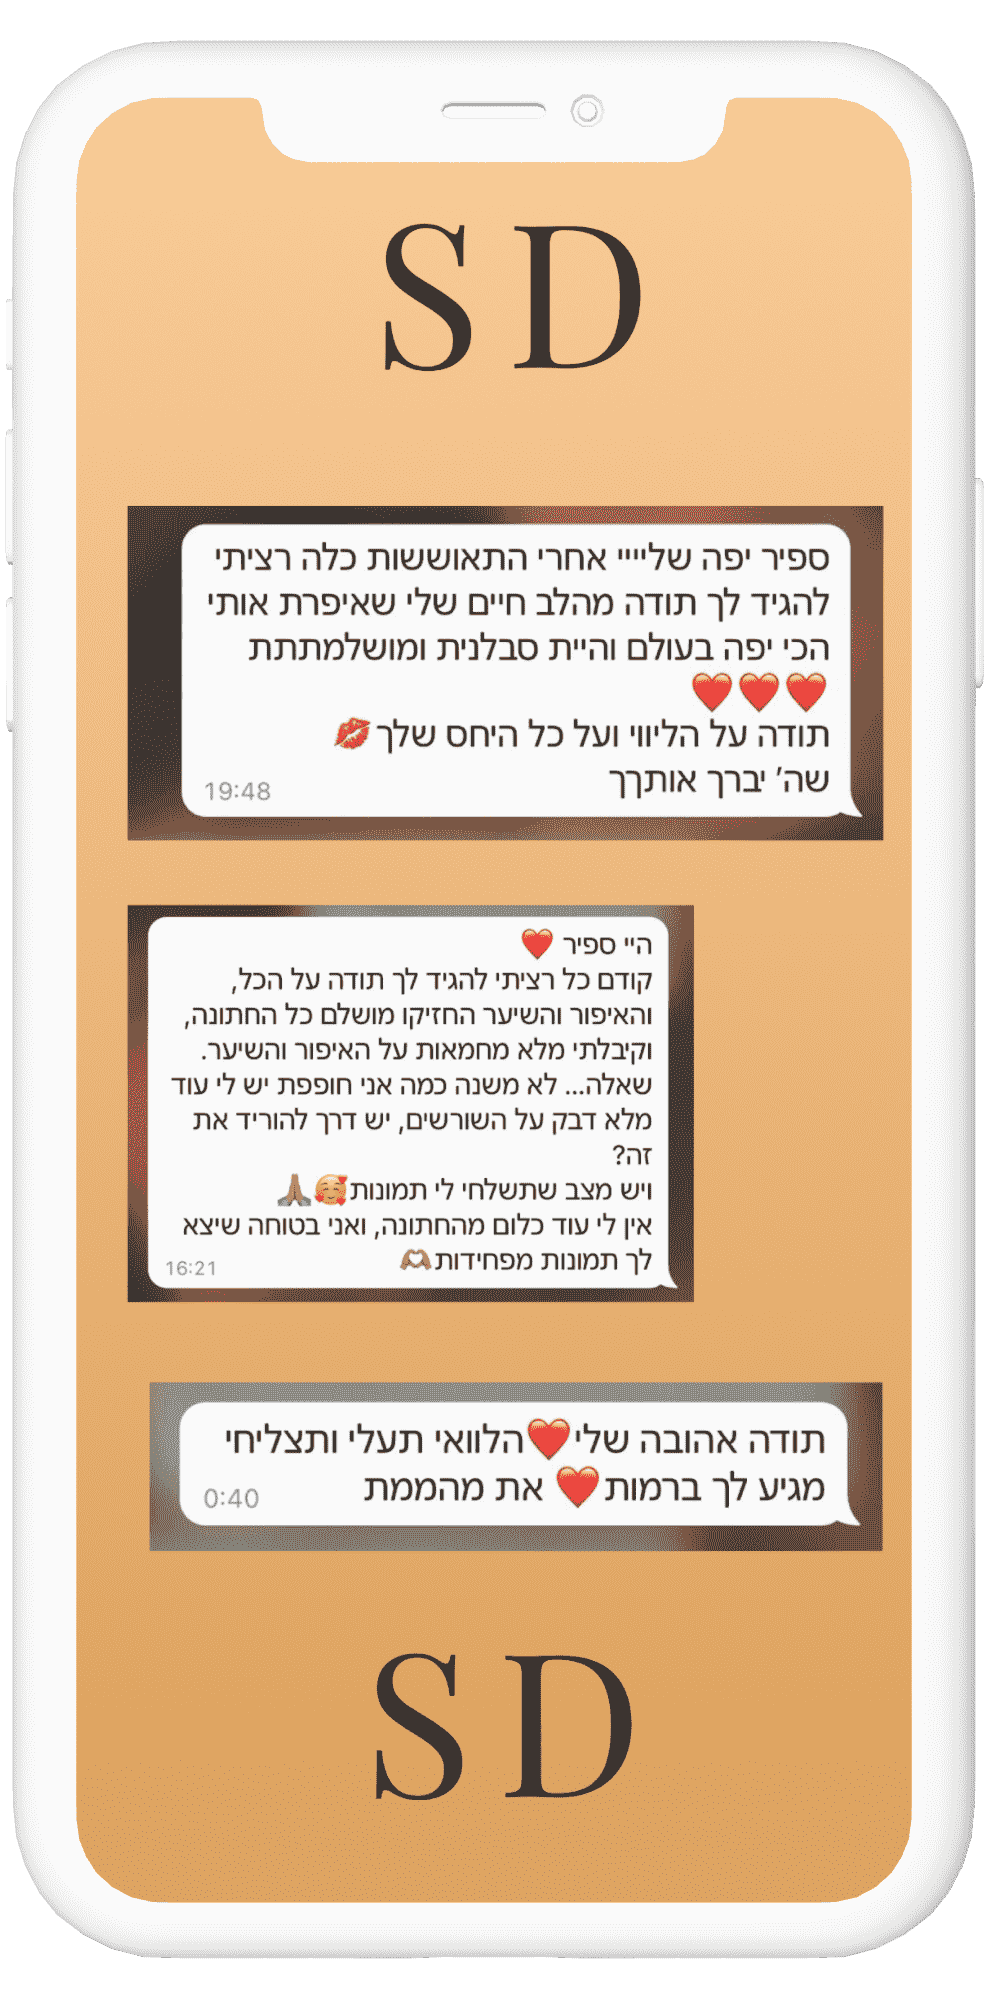 S D
ספיר יפה שלייייי אחרי התאוששות כלה רציתי
להגיד לך תודה מהלב חיים שלי שאיפרת אותי
הכי יפה בעולם והיית סבלנית ומושלמתתת
❤️❤️❤️
תודה על הליווי ועל כל היחס שלך💋
שה׳ יברך אותךך
19:48
היי ספיר ❤️
קודם כל רציתי להגיד לך תודה על הכל,
והאיפור והשיער החזיקו מושלם כל החתונה,
וקיבלתי מלא מחמאות על האיפור והשיער.
שאלה... לא משנה כמה אני חופפת יש לי עוד
מלא דבק על השורשים, יש דרך להוריד את
זה?
ויש מצב שתשלחי לי תמונות🥰🙏🏽
אין לי עוד כלום מהחתונה, ואני בטוחה שיצא
לך תמונות מפחידות🫶🏽
16:21
תודה אהובה שלי❤️הלוואי תעלי ותצליחי
מגיע לך ברמות❤️ את מהממת
0:40
S D